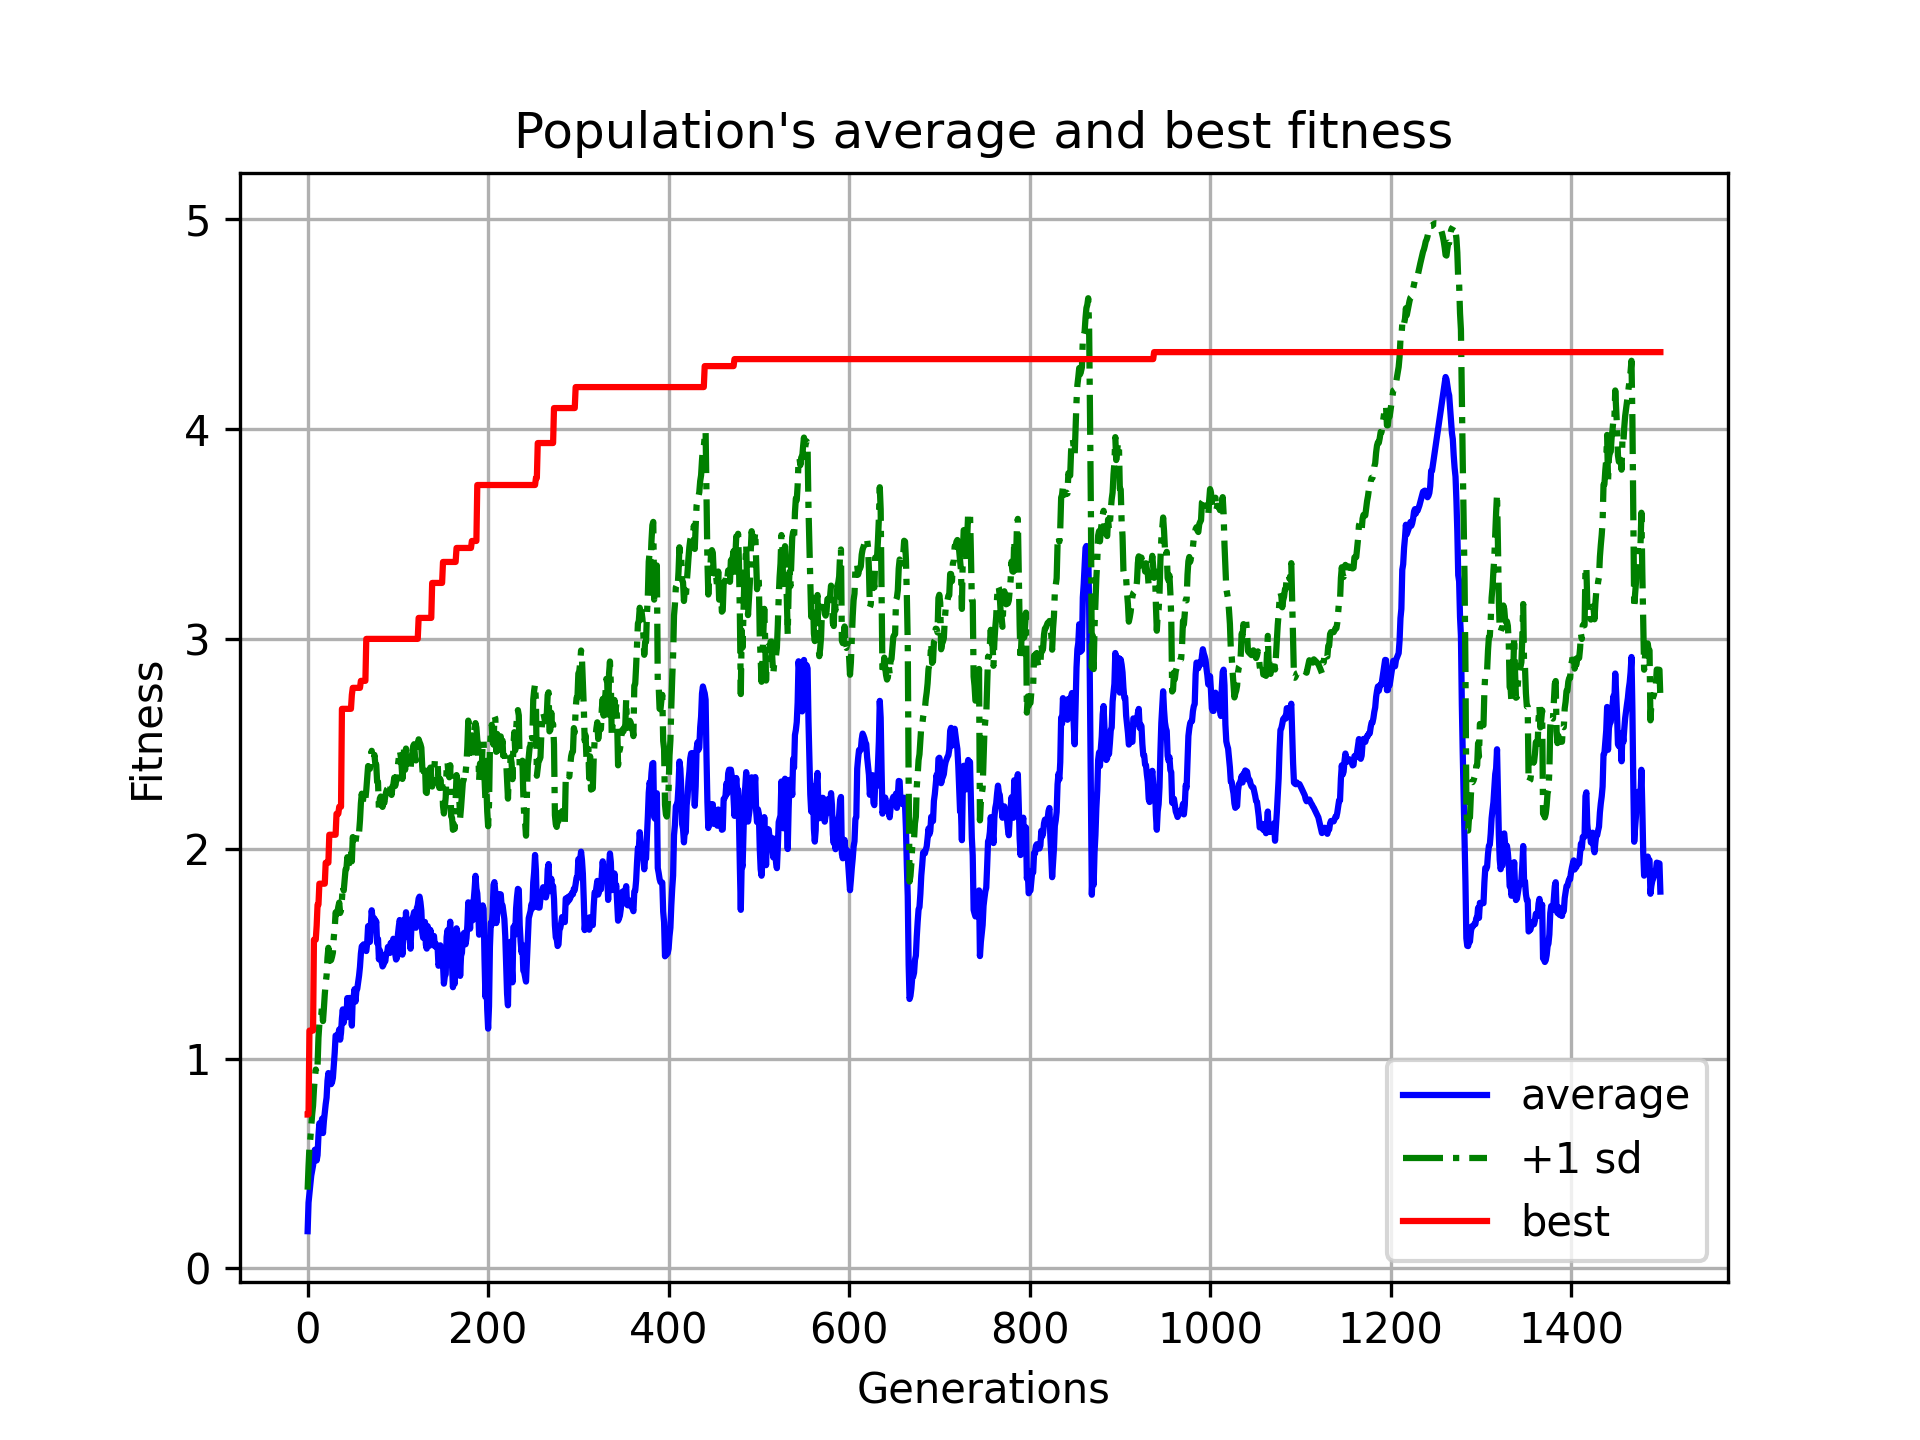 Population's average and best fitness
Fitness
5
4
3
2
1
0
0 200 400 600 800 1000 1200 1400
Generations
average
+1 sd
best